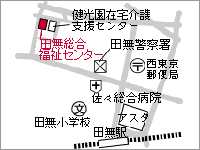 健光園在宅介護
支援センター
田無総合
福祉センター
田無警察署
西東京
郵便局
佐々総合病院
田無小学校
アスタ
田無駅